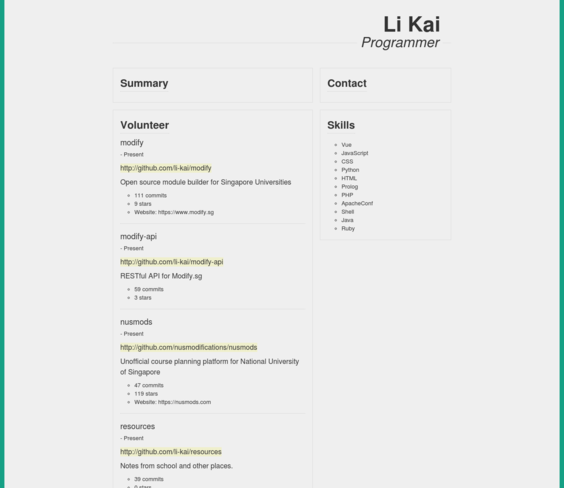 Li Kai
Programmer
Summary
Contact
Volunteer
modify
- Present
http://github.com/li-kai/modify
Open source module builder for Singapore Universities
111 commits
9 stars
Website: https://www.modify.sg
modify-api
- Present
http://github.com/li-kai/modify-api
RESTful API for Modify.sg
59 commits
3 stars
nusmods
- Present
http://github.com/nusmodifications/nusmods
Unofficial course planning platform for National University
of Singapore
47 commits
119 stars
Website: https://nusmods.com
resources
- Present
http://github.com/li-kai/resources
Notes from school and other places.
39 commits
0 stars
Skills
Vue
JavaScript
CSS
Python
HTML
Prolog
PHP
ApacheConf
Shell
Java
Ruby